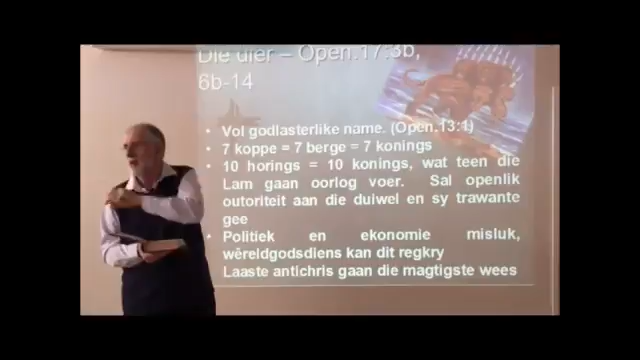 Die dier – Open.17:3b,
6b-14
• Vol godlasterlike name. (Open.13:1)
• 7 koppe = 7 berge = 7 konings
• 10 horings = 10 konings, wat teen die
Lam gaan oorlog voer. Sal openlik
outoriteit aan die duiwel en sy trawante
gee
• Politiek en ekonomie misluk,
wêreldgodsdiens kan dit regkry
Laaste antichris gaan die magtigste wees